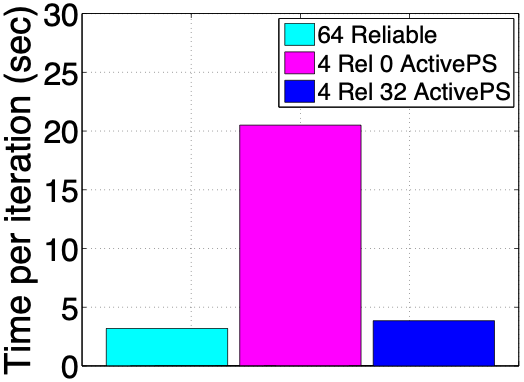 Time per iteration (sec)
30
25
20
15
10
5
0
64 Reliable
4 Rel 0 ActivePS
4 Rel 32 ActivePS